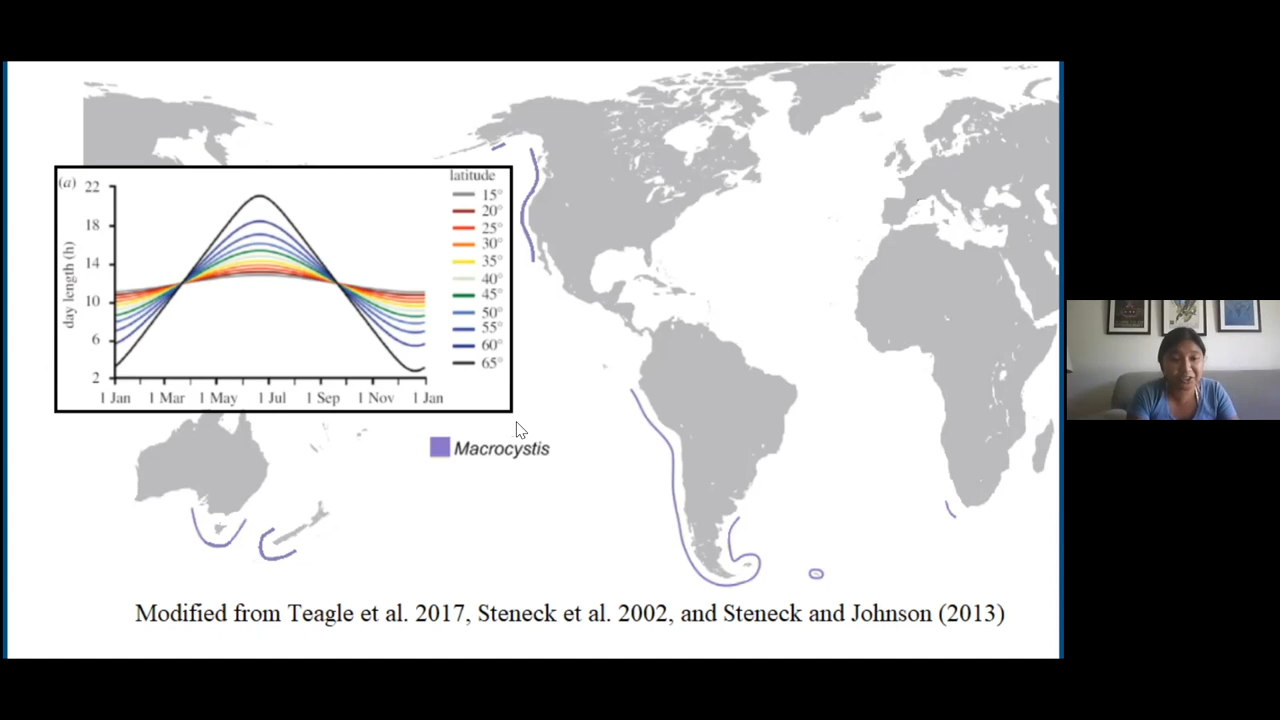 (a)
22
18
14
10
6
2
day length (h)
1 Jan 1 Mar 1 May 1 Jul 1 Sep 1 Nov 1 Jan
latitude
15°
20°
25°
30°
35°
40°
45°
50°
55°
60°
65°
Macrocystis
Modified from Teagle et al. 2017, Steneck et al. 2002, and Steneck and Johnson (2013)